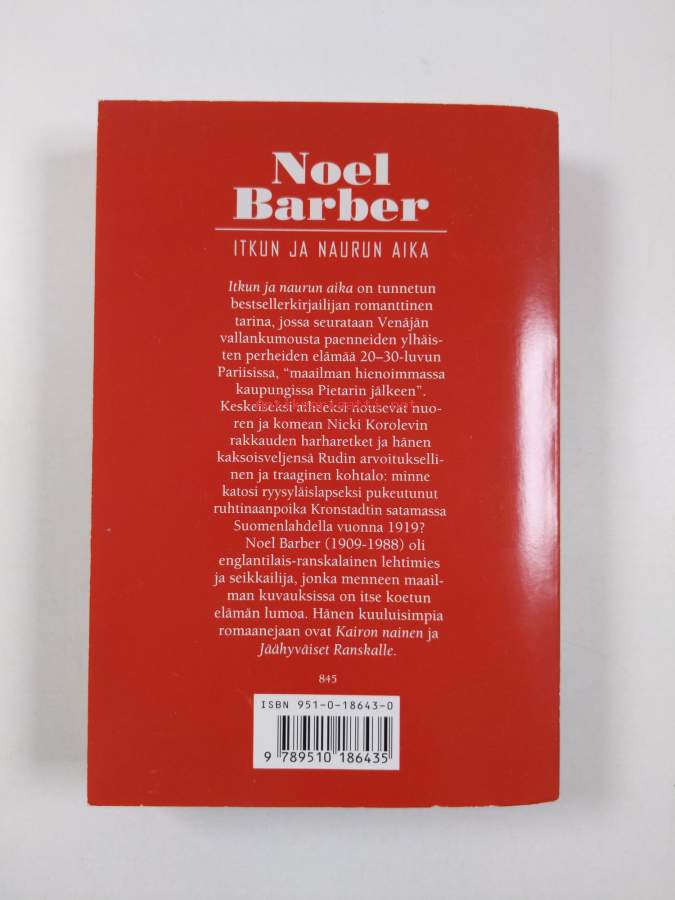 Noel
Barber
ITKUN JA NAURUN AIKA
Itkun ja naurun aika on tunnetun
bestsellerkirjailijan romanttinen
tarina, jossa seurataan Venäjän
vallankumousta paenneiden ylhäis-
ten perheiden elämää 20–30-luvun
Pariisissa, “maailman hienoimmassa
kaupungissa Pietarin jälkeen”.
Keskeiseksi aiheeksi nousevat nuo-
ren ja komean Nicki Korolevin
rakkauden harharetket ja hänen
kaksoisveljensä Rudin arvoitukselli-
nen ja traaginen kohtalo: minne
katosi ryysyläislapseksi pukeutunut
ruhtinaanpoika Kronstadtin satamassa
Suomenlahdella vuonna 1919?
Noel Barber (1909-1988) oli
englantilais-ranskalainen lehtimies
ja seikkailija, jonka menneen maail-
man kuvauksissa on itse koetun
elämän lumoa. Hänen kuuluisimpia
romaanejaan ovat Kairon nainen ja
Jäähyväiset Ranskalle.
845
ISBN 951-0-18643-0
9 789510 186435